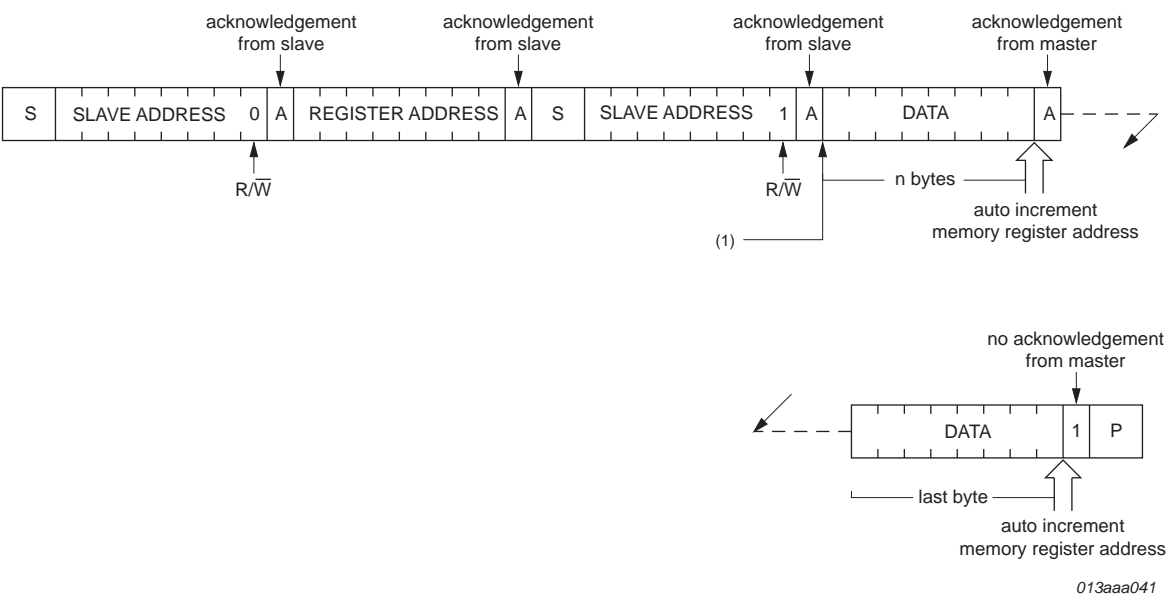 acknowledgement acknowledgement acknowledgement acknowledgement
from slave from slave from slave from master
S SLAVE ADDRESS 0 A REGISTER ADDRESS A S SLAVE ADDRESS 1 A DATA A
R/W̅ R/W̅ n bytes
auto increment
memory register address
(1)
no acknowledgement
from master
DATA 1 P
last byte
auto increment
memory register address
013aaa041